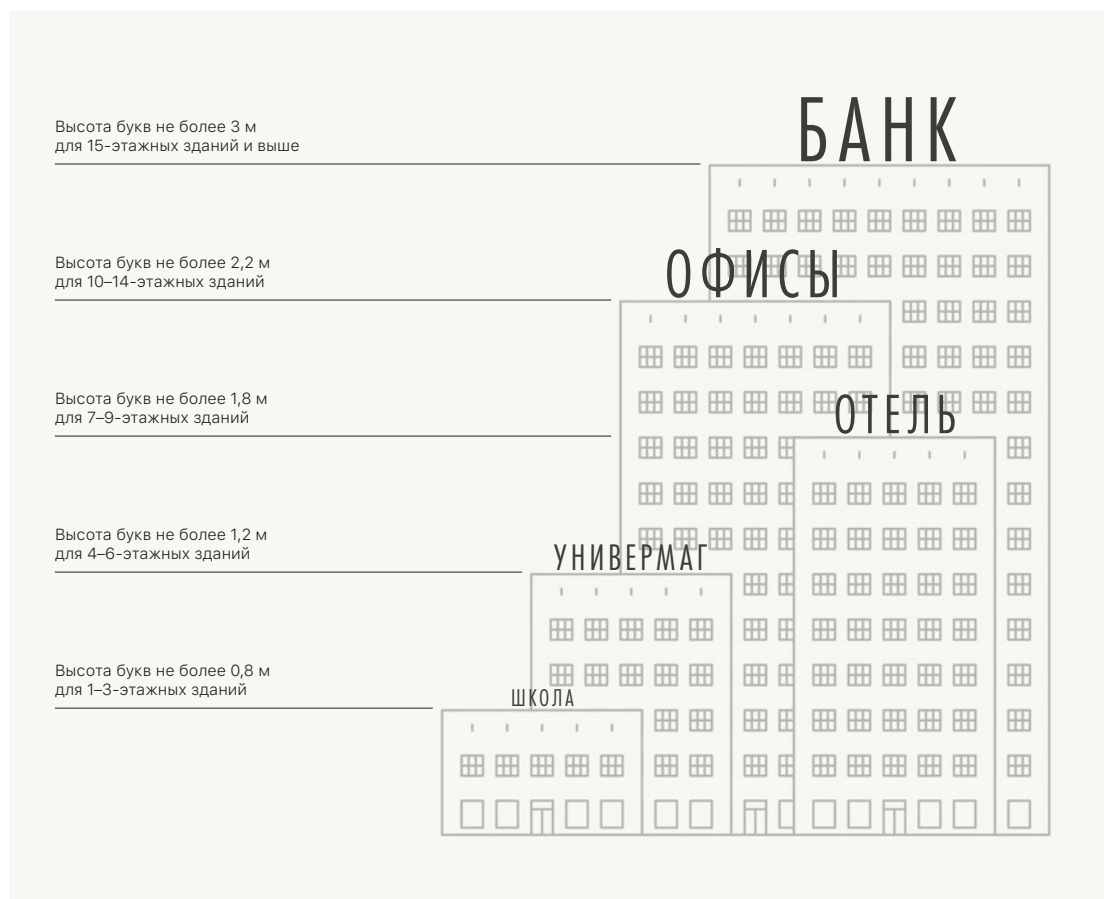 БАНК
Высота букв не более 3 м
для 15-этажных зданий и выше
ОФИСЫ
Высота букв не более 2,2 м
для 10–14-этажных зданий
ОТЕЛЬ
Высота букв не более 1,8 м
для 7–9-этажных зданий
УНИВЕРМАГ
Высота букв не более 1,2 м
для 4–6-этажных зданий
Высота букв не более 0,8 м
для 1–3-этажных зданий
ШКОЛА